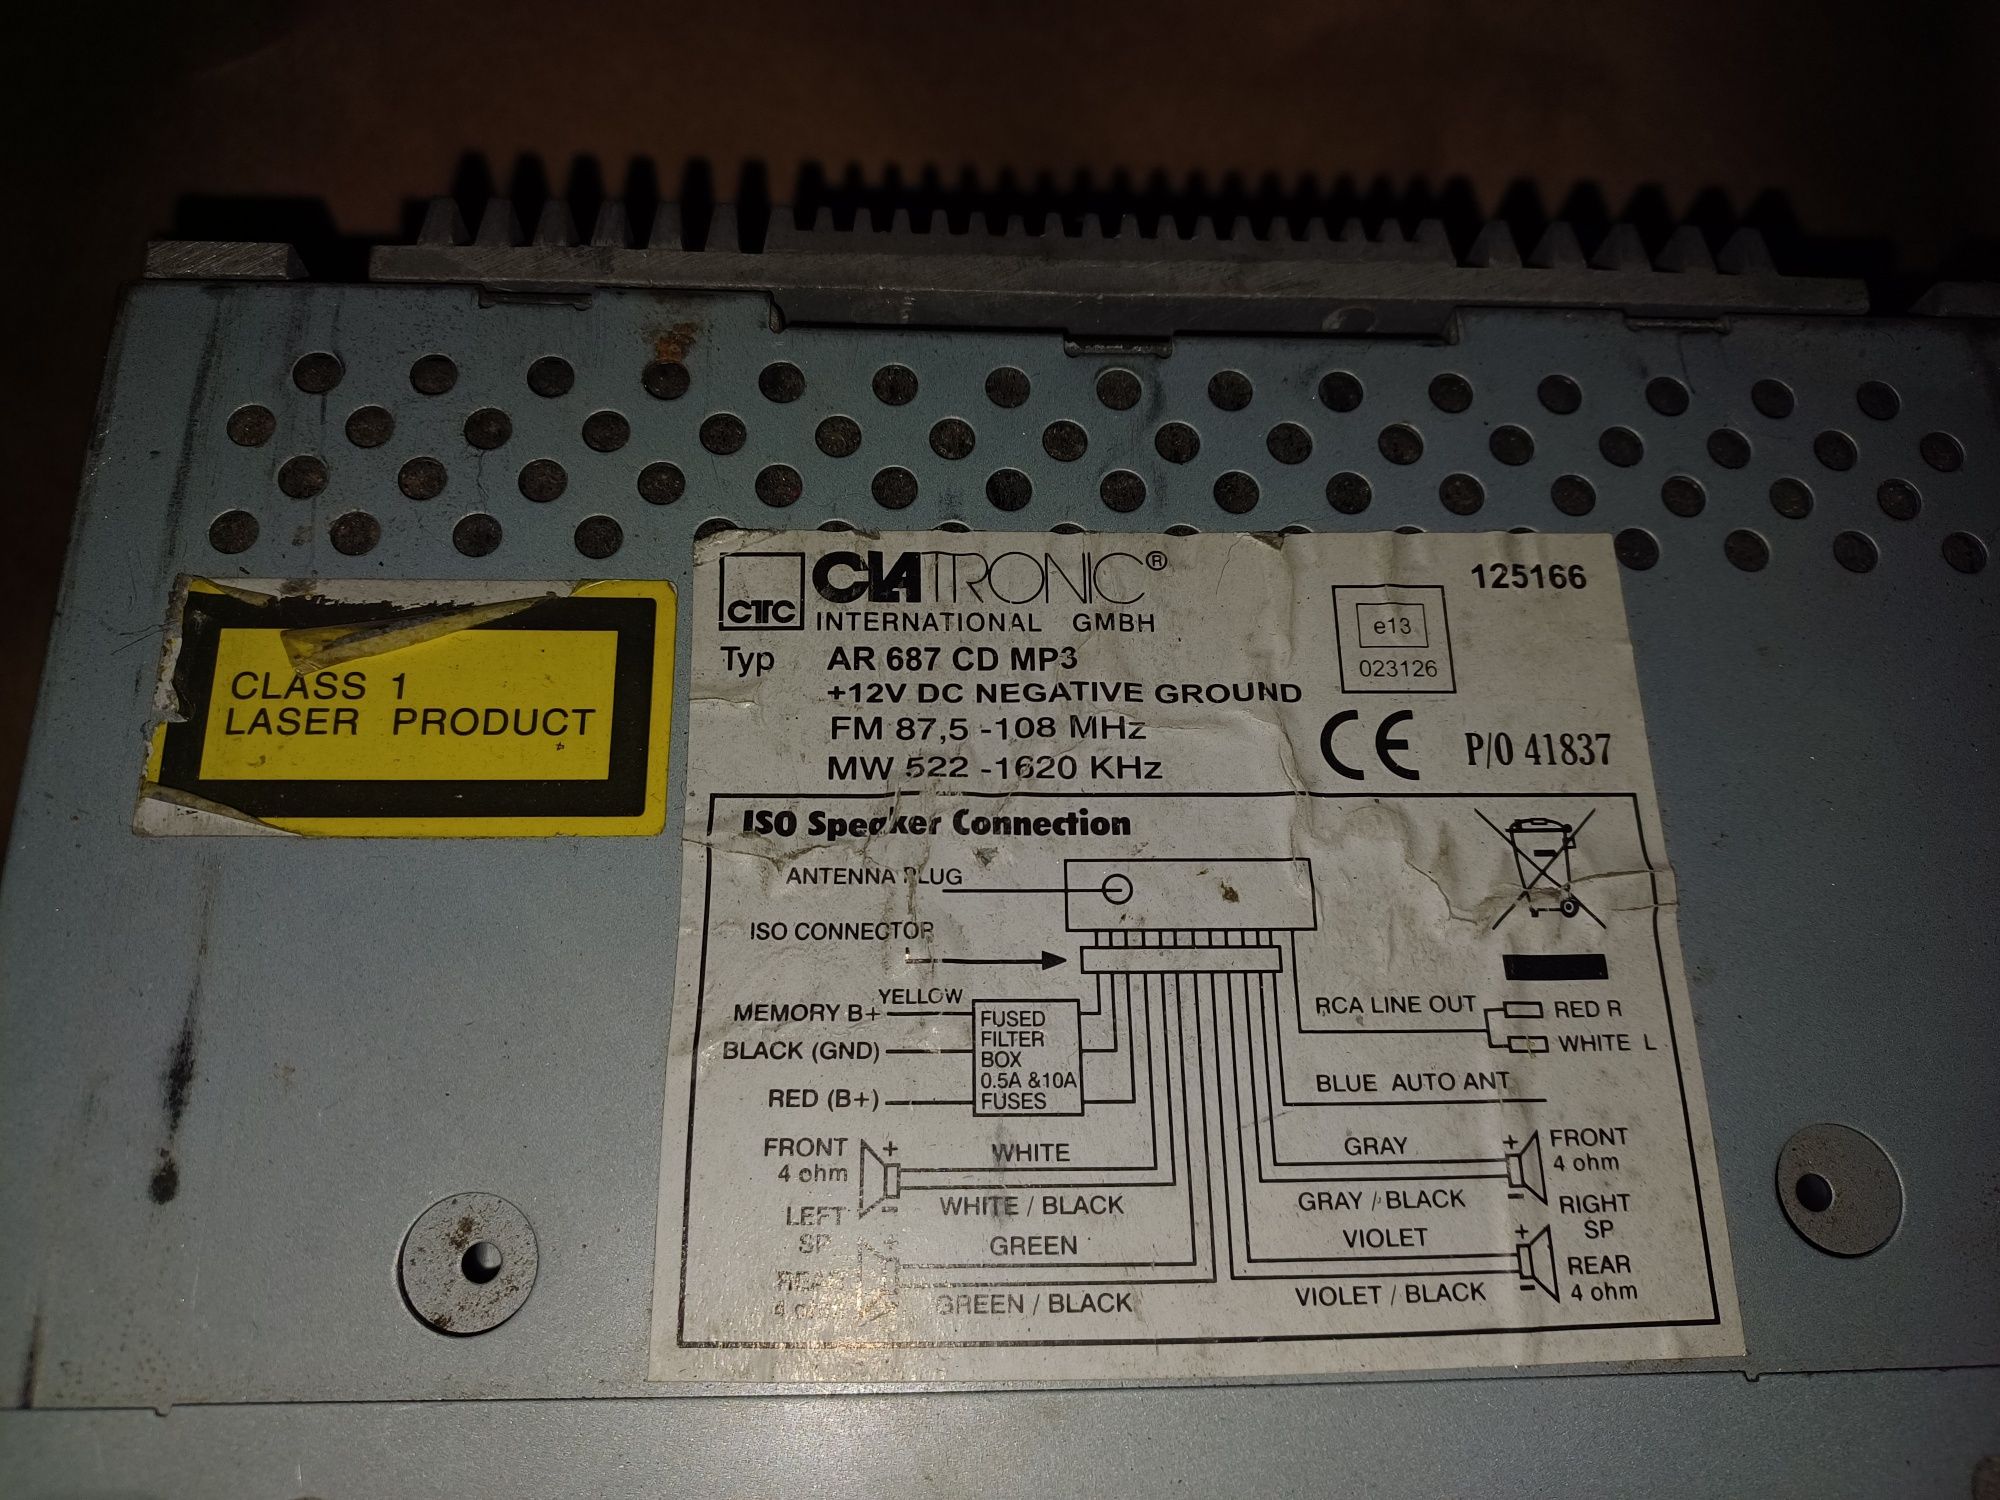 CLASS 1
LASER PRODUCT
CTC
CLATRONIC®
INTERNATIONAL GMBH
Typ AR 687 CD MP3
+12V DC NEGATIVE GROUND
FM 87,5 -108 MHz
MW 522 -1620 KHz
125166
e13
023126
CE P/O 41837
ISO Speaker Connection
ANTENNA PLUG
ISO CONNECTOR
YELLOW
MEMORY B+
BLACK (GND)
RED (B+)
FUSED
FILTER
BOX
0.5A &10A
FUSES
RCA LINE OUT
RED R
WHITE L
BLUE AUTO ANT
FRONT
4 ohm
+
-
WHITE
WHITE / BLACK
LEFT
SP
GREEN
GREEN / BLACK
REAR
+
GRAY
GRAY / BLACK
+
-
FRONT
4 ohm
RIGHT
SP
VIOLET
VIOLET / BLACK
+
-
REAR
4 ohm